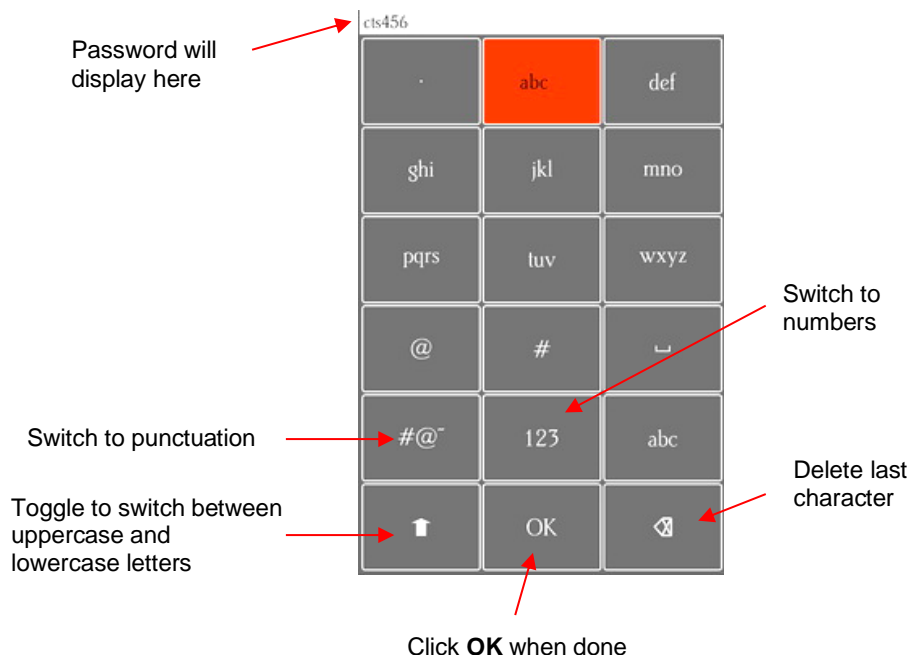 cts456
Password will
display here
. abc def
ghi jkl mno
pqrs tuv wxyz
Switch to
numbers
@ # ⎵
Switch to punctuation
#@~ 123 abc
Delete last
character
Toggle to switch between
uppercase and
lowercase letters
OK
Click OK when done